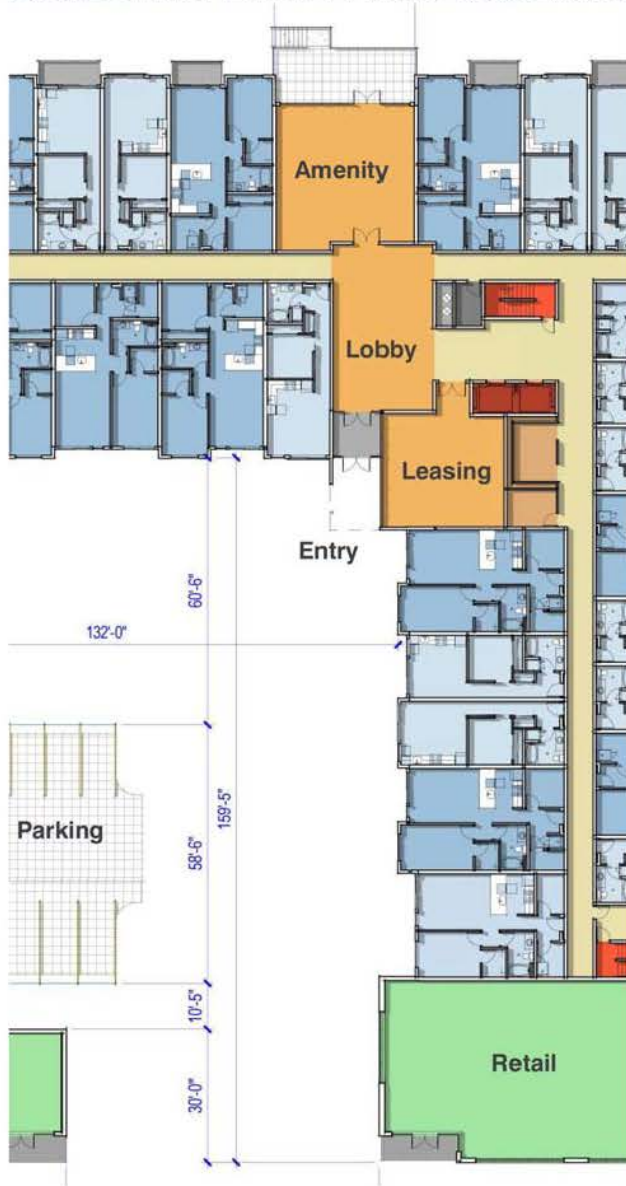 Amenity
Lobby
Leasing
Entry
60'-6"
132'-0"
159'-5"
Parking
58'-6"
10'-5"
Retail
30'-0"